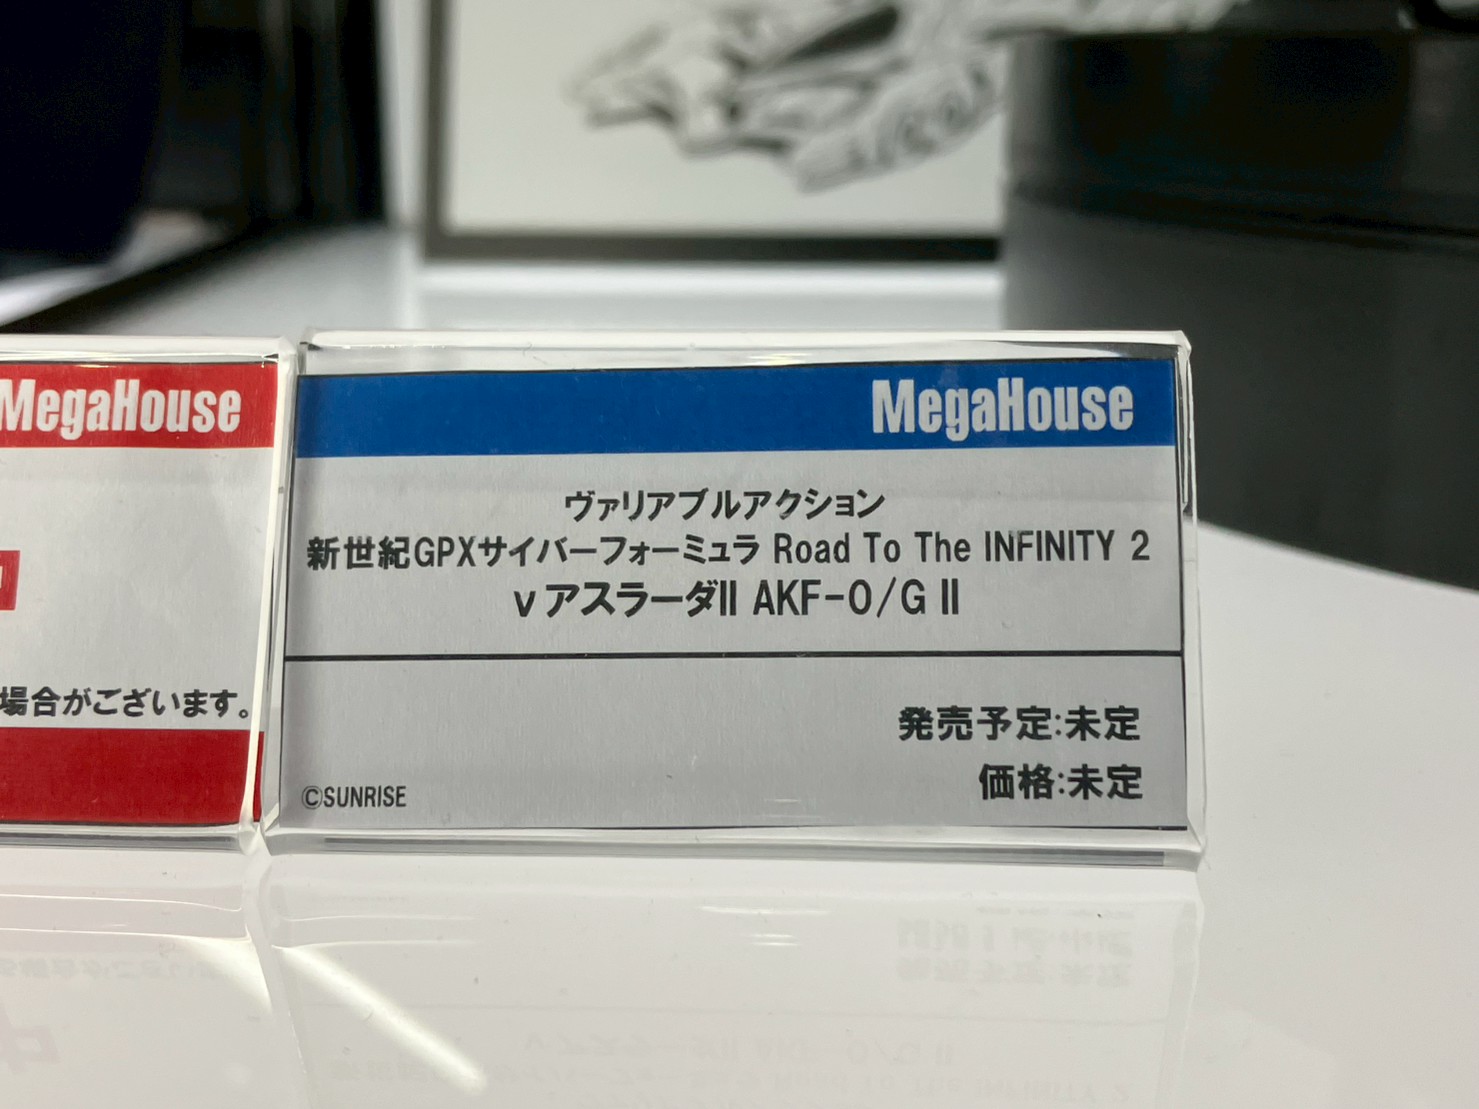 MegaHouse
場合がございます。
MegaHouse
ヴァリアブルアクション
新世紀GPXサイバーフォーミュラ Road To The INFINITY 2
νアスラーダⅡ AKF-0/G Ⅱ
発売予定:未定
価格:未定
©SUNRISE